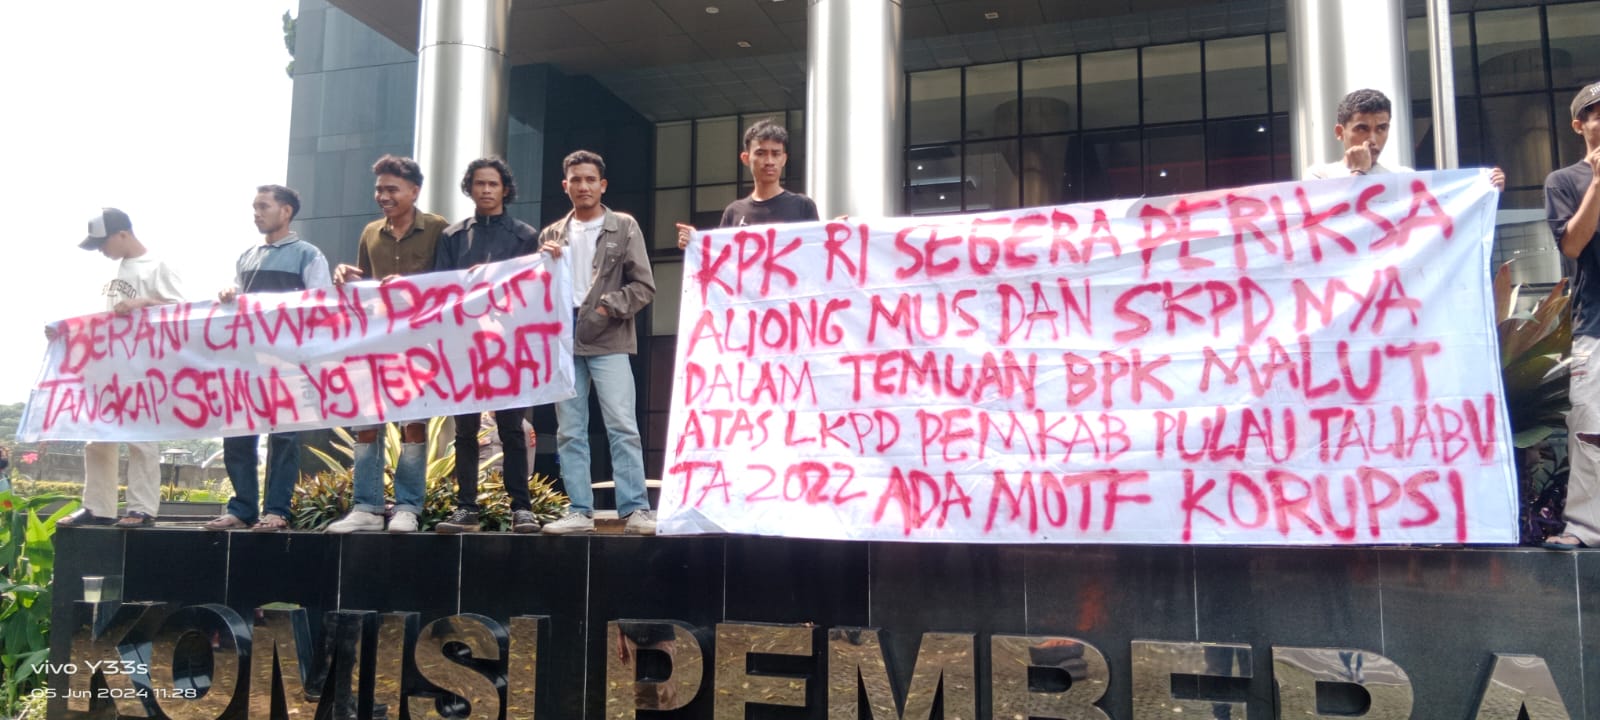 BERANI LAWAN Pencuri
TANGKAP SEMUA Yg TERLIBAT
KPK RI SEGERA PERIKSA
ALIONG MUS DAN SKPD NYA
DALAM TEMUAN BPK MALUT
ATAS LKPD PEMKAB PULAU TALIABU
TA 2022 ADA MOTF KORUPSI
KOMISI PEMBERA
vivo Y33s
05 Jun 2024 11.28